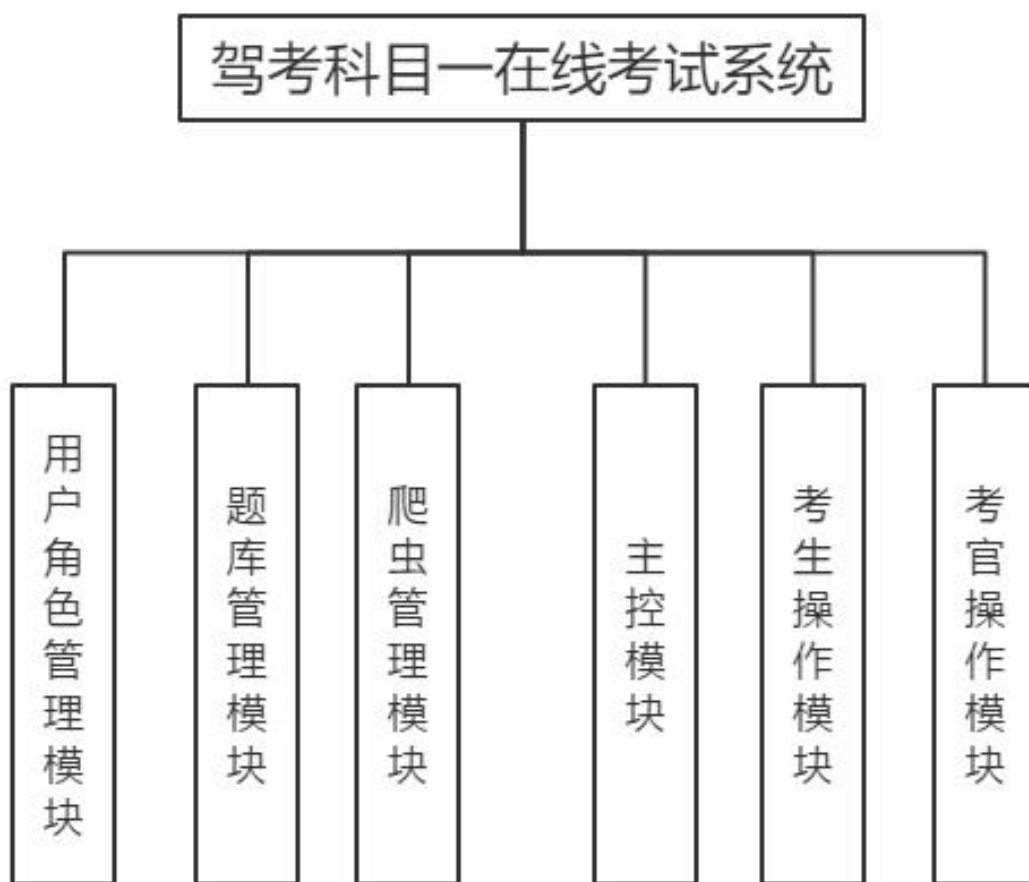 驾考科目一在线考试系统
用户角色管理模块
题库管理模块
爬虫管理模块
主控模块
考生操作模块
考官操作模块